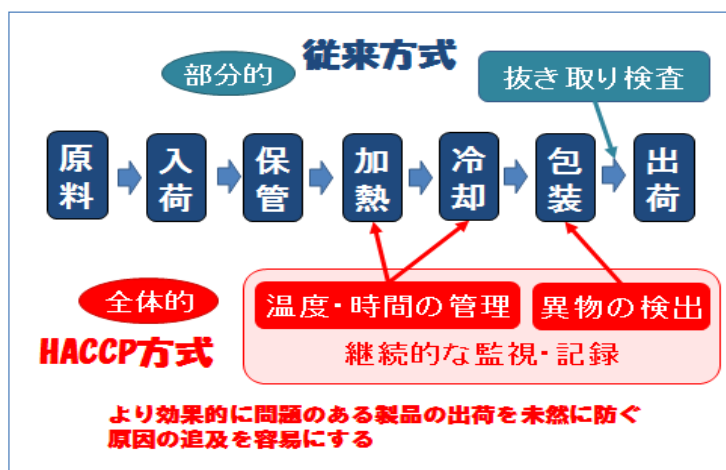 従来方式
部分的
抜き取り検査
原料
入荷
保管
加熱
冷却
包装
出荷
全体的
HACCP方式
温度・時間の管理
異物の検出
継続的な監視・記録
より効果的に問題のある製品の出荷を未然に防ぐ
原因の追及を容易にする